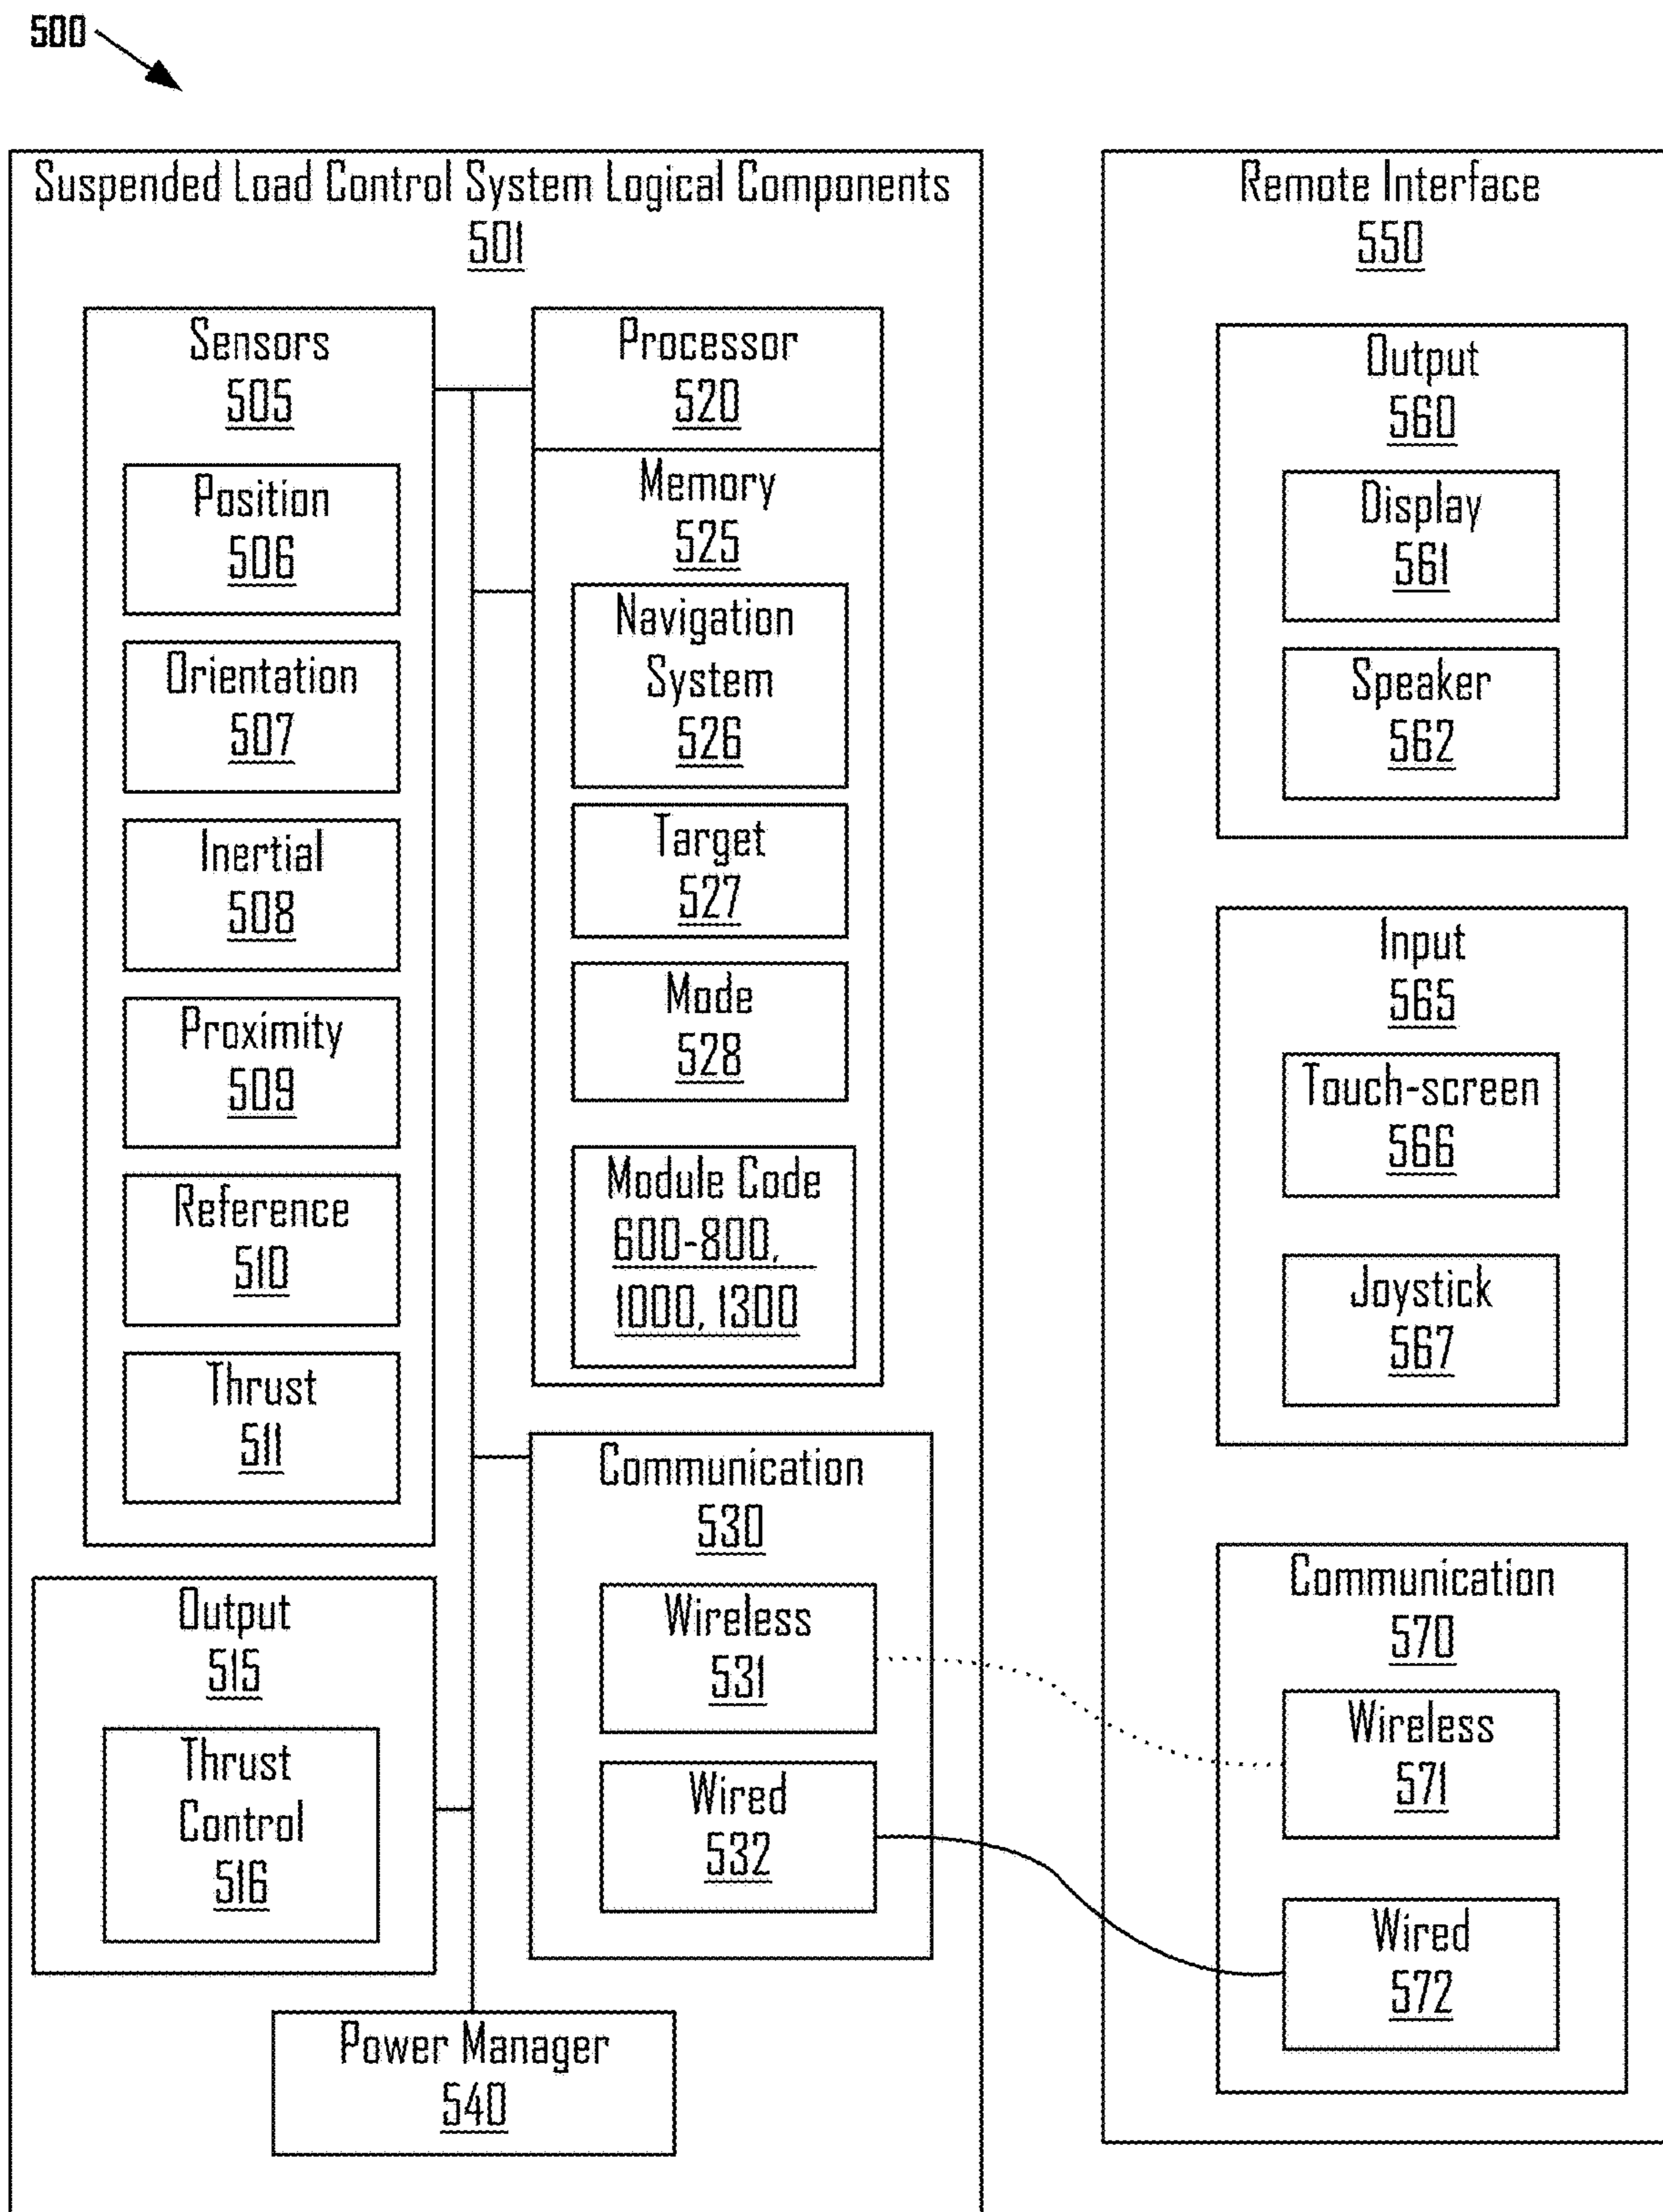 500
Suspended Load Control System Logical Components
501
Sensors
505
Position
506
Orientation
507
Inertial
508
Proximity
509
Reference
510
Thrust
511
Output
515
Thrust
Control
516
Processor
520
Memory
525
Navigation
System
526
Target
527
Mode
528
Module Code
600-800,
1000, 1300
Communication
530
Wireless
531
Wired
532
Power Manager
540
Remote Interface
550
Output
560
Display
561
Speaker
562
Input
565
Touch-screen
566
Joystick
567
Communication
570
Wireless
571
Wired
572